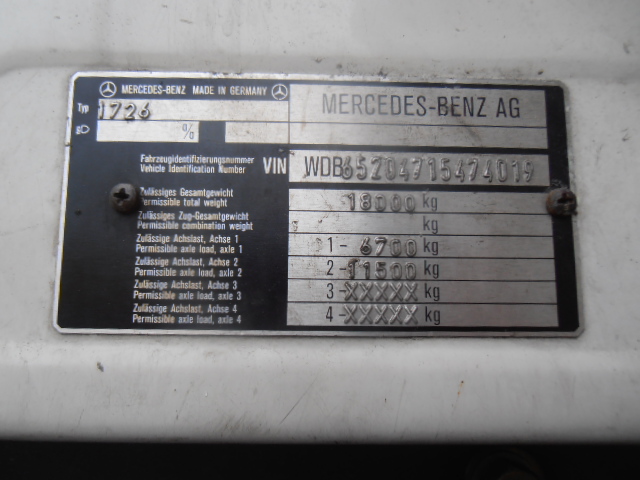 MERCEDES-BENZ MADE IN GERMANY
MERCEDES-BENZ AG
Typ 1726
%
Fahrzeugidentifizierungsnummer
Vehicle Identification Number
VIN WDB65204715474019
Zulässiges Gesamtgewicht
Permissible total weight
18000 kg
Zulässiges Zug-Gesamtgewicht
Permissible combination weight
kg
Zulässige Achslast, Achse 1
Permissible axle load, axle 1
1- 6700 kg
Zulässige Achslast, Achse 2
Permissible axle load, axle 2
2- 11500 kg
Zulässige Achslast, Achse 3
Permissible axle load, axle 3
3- XXXXX kg
Zulässige Achslast, Achse 4
Permissible axle load, axle 4
4- XXXXX kg